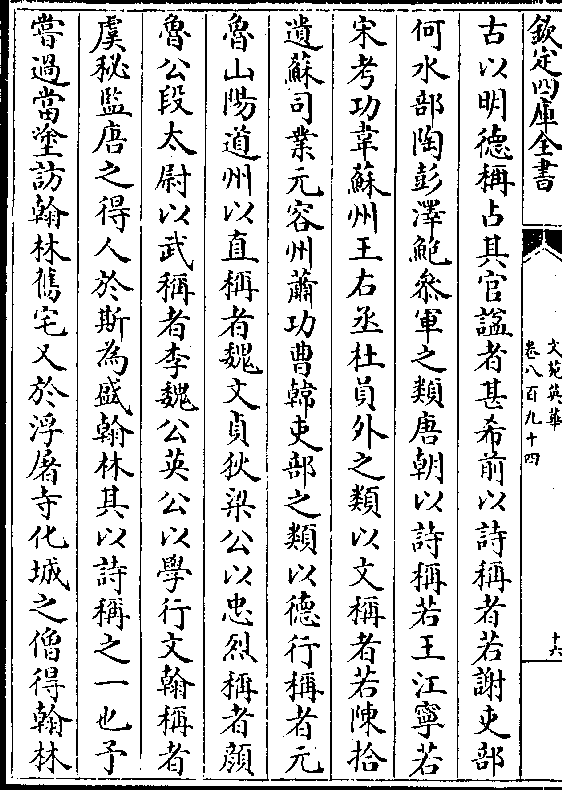 欽定四庫全書
文苑英華
卷八百九十四
十六
古以明德稱占其官諡者甚希前以詩稱者若謝吏部
何水部陶彭澤鮑叅軍之類唐朝以詩稱若王江寧若
宋考功韋蘇州王右丞杜員外之類以文稱者若陳拾
遺蘇司業元容州蕭功曹韓吏部之類以德行稱者元
魯山陽道州以直稱者魏文貞狄梁公以忠烈稱者顔
魯公段太尉以武稱者李魏公英公以學行文翰稱者
虞秘監唐之得人於斯為盛翰林其以詩稱之一也予
嘗過當塗訪翰林舊宅又於浮屠寺化城之僧得翰林